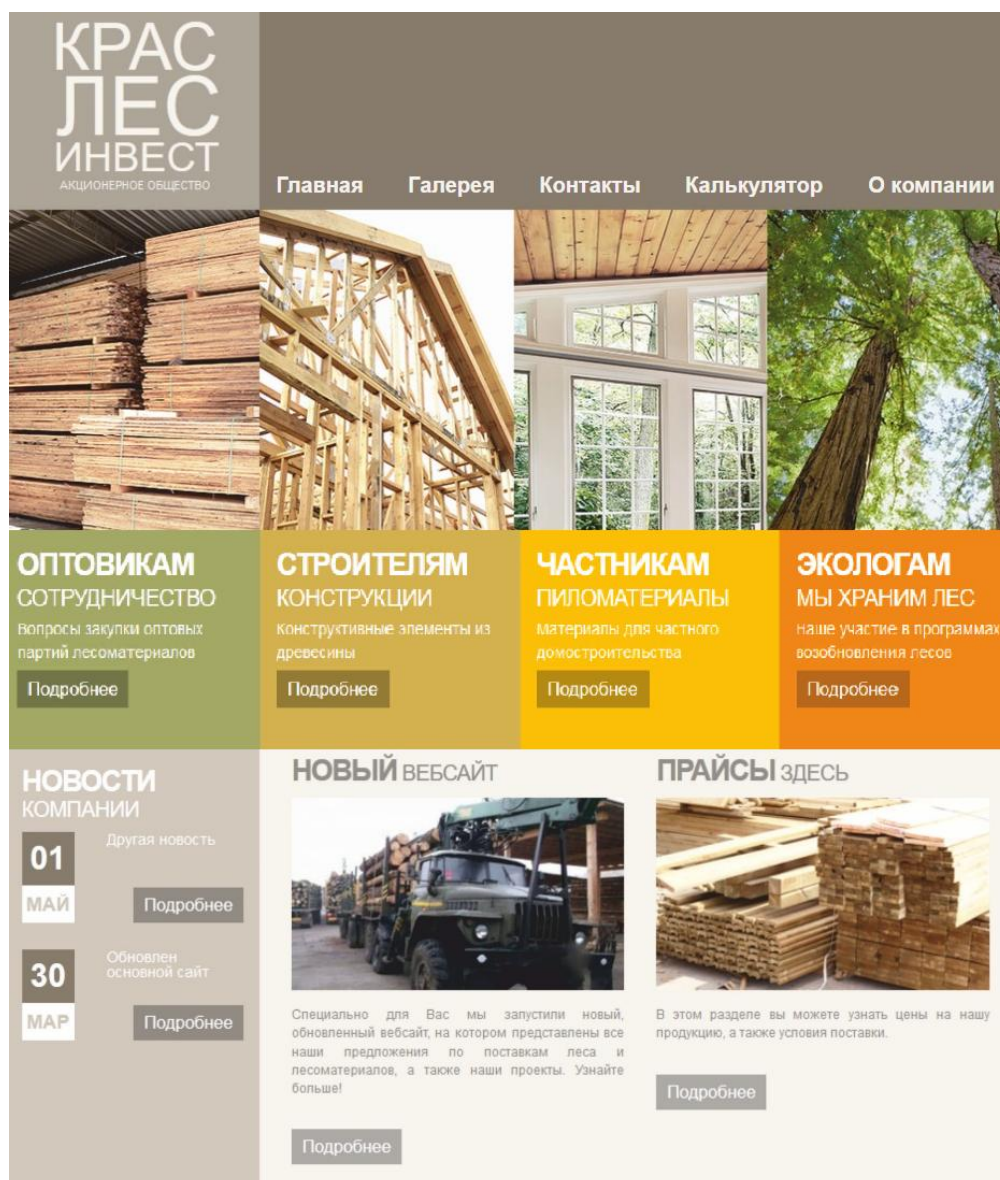 КРАС
ЛЕС
ИНВЕСТ
АКЦИОНЕРНОЕ ОБЩЕСТВО
Главная Галерея Контакты Калькулятор О компании
ОПТОВИКАМ
СОТРУДНИЧЕСТВО
Вопросы закупки оптовых
партий лесоматериалов
Подробнее
СТРОИТЕЛЯМ
КОНСТРУКЦИИ
Конструктивные элементы из
древесины
Подробнее
ЧАСТНИКАМ
ПИЛОМАТЕРИАЛЫ
Материалы для частного
домостроительства
Подробнее
ЭКОЛОГАМ
МЫ ХРАНИМ ЛЕС
Наше участие в программах
возобновления лесов
Подробнее
НОВОСТИ
КОМПАНИИ
01
МАЙ
Другая новость
Подробнее
30
МАР
Обновлен
основной сайт
Подробнее
НОВЫЙ ВЕБСАЙТ
Специально для Вас мы запустили новый,
обновленный вебсайт, на котором представлены все
наши предложения по поставкам леса и
лесоматериалов, а также наши проекты. Узнайте
больше!
Подробнее
ПРАЙСЫ ЗДЕСЬ
В этом разделе вы можете узнать цены на нашу
продукцию, а также условия поставки.
Подробнее